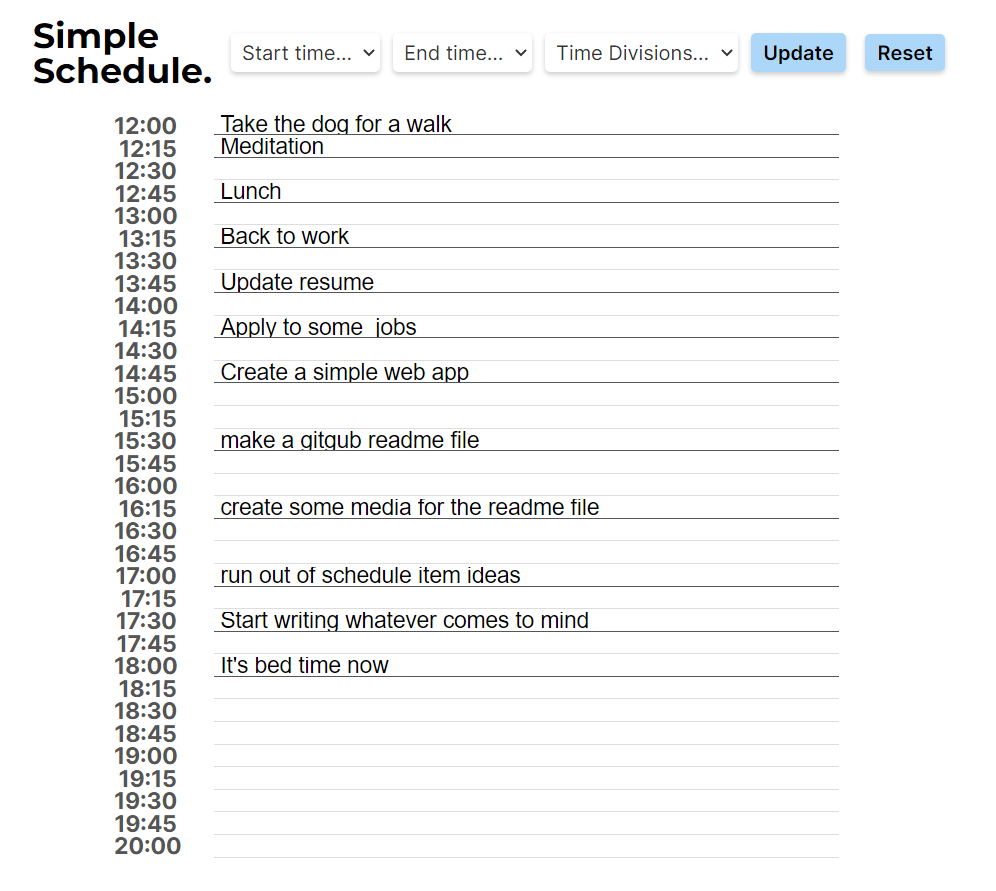 Simple
Schedule.
Start time... End time... Time Divisions... Update Reset
12:00 Take the dog for a walk
12:15 Meditation
12:30
12:45 Lunch
13:00
13:15 Back to work
13:30
13:45 Update resume
14:00
14:15 Apply to some  jobs
14:30
14:45 Create a simple web app
15:00
15:15
15:30 make a gitgub readme file
15:45
16:00
16:15 create some media for the readme file
16:30
16:45
17:00 run out of schedule item ideas
17:15
17:30 Start writing whatever comes to mind
17:45
18:00 It's bed time now
18:15
18:30
18:45
19:00
19:15
19:30
19:45
20:00